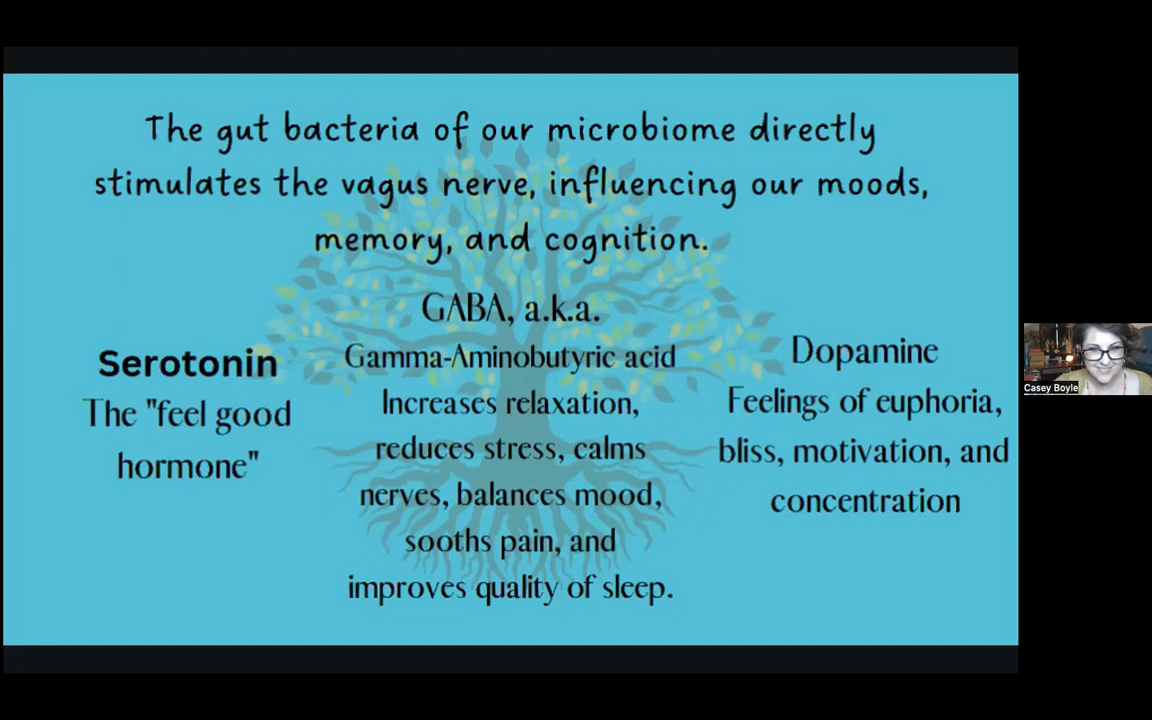 The gut bacteria of our microbiome directly
stimulates the vagus nerve, influencing our moods,
memory, and cognition.
Serotonin
The "feel good
hormone"
GABA, a.k.a.
Gamma-Aminobutyric acid
Increases relaxation,
reduces stress, calms
nerves, balances mood,
sooths pain, and
improves quality of sleep.
Dopamine
Feelings of euphoria,
bliss, motivation, and
concentration
Casey Boyle